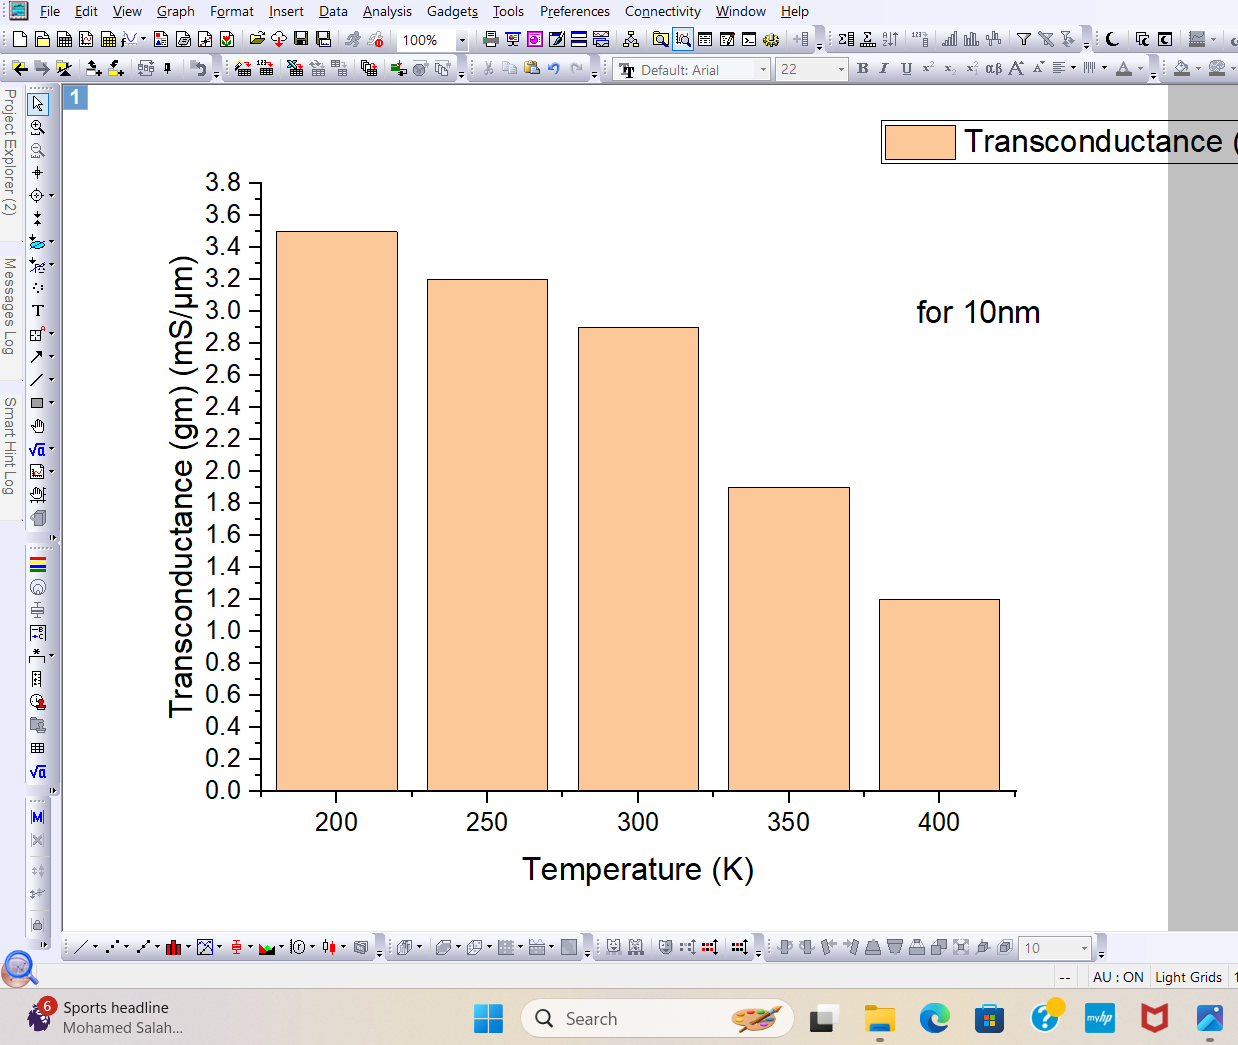 File Edit View Graph Format Insert Data Analysis Gadgets Tools Preferences Connectivity Window Help
100%
Default: Arial 22 B I U
1
Project Explorer (2)
Messages Log
Smart Hint Log
Transconductance (
for 10nm
Transconductance (gm) (mS/μm)
3.8
3.6
3.4
3.2
3.0
2.8
2.6
2.4
2.2
2.0
1.8
1.6
1.4
1.2
1.0
0.8
0.6
0.4
0.2
0.0
200 250 300 350 400
Temperature (K)
10
-- AU : ON Light Grids 1
6 Sports headline
Mohamed Salah...
Search
myhp